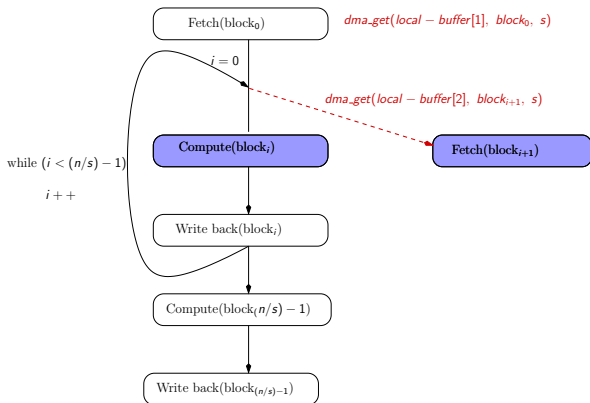 Fetch(block₀)
dma_get(local − buffer[1], block₀, s)
i = 0
dma_get(local − buffer[2], blockᵢ₊₁, s)
Compute(blockᵢ)
Fetch(blockᵢ₊₁)
while (i < (n/s) − 1)
i + +
Write back(blockᵢ)
Compute(block₍n/s) − 1)
Write back(block₍ₙ/ₛ₎₋₁)